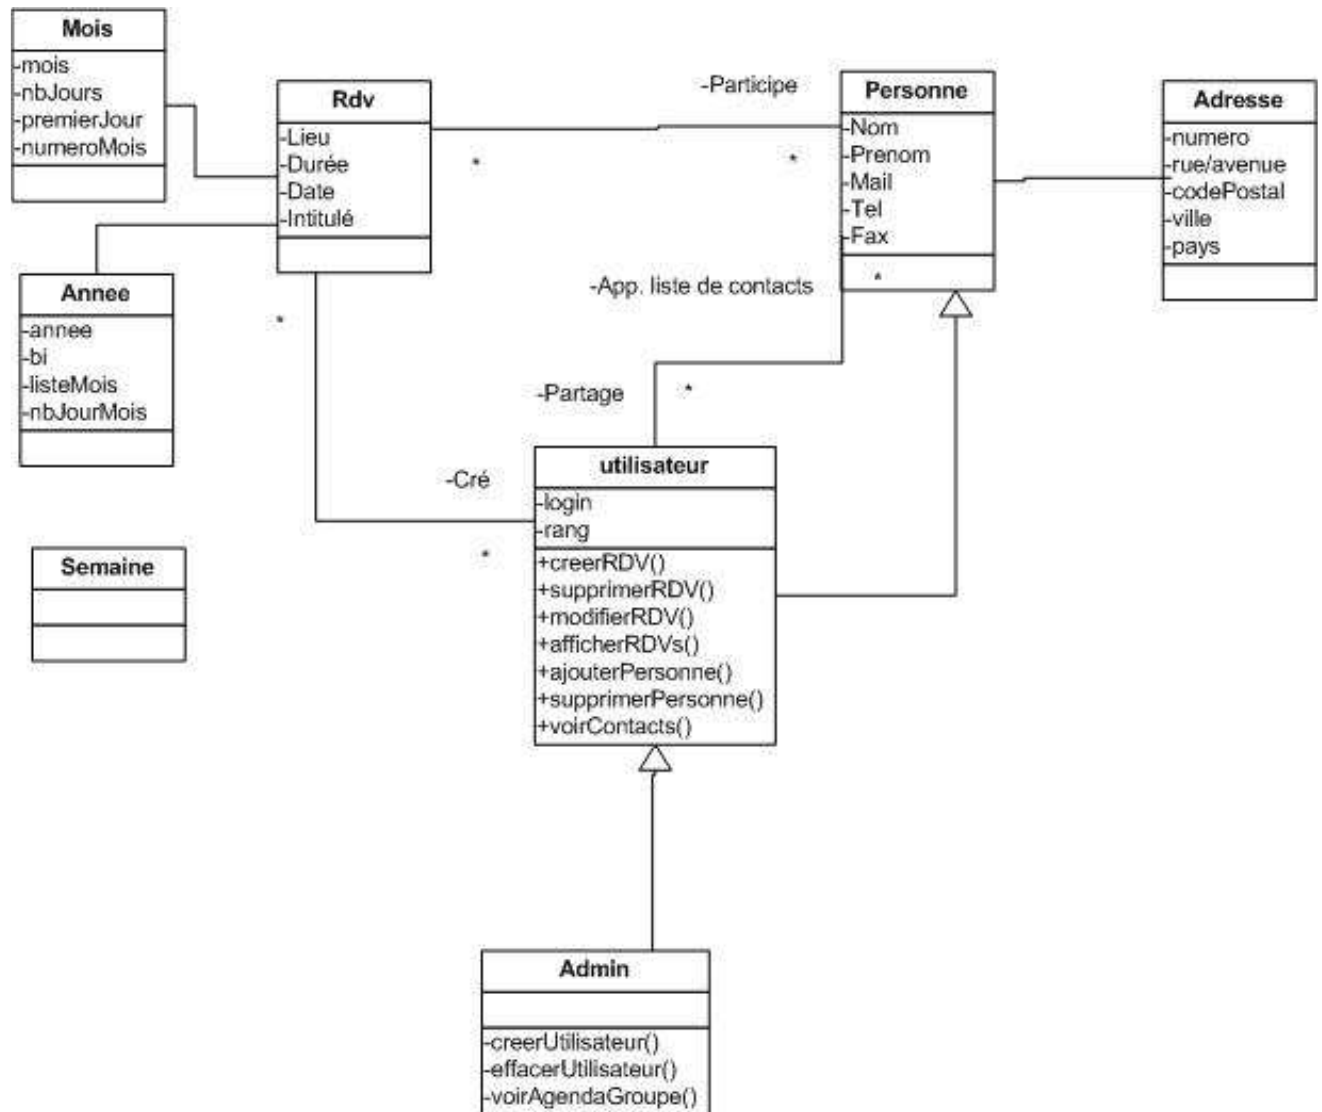 Mois
-mois
-nbJours
-premierJour
-numeroMois
Rdv
-Lieu
-Durée
-Date
-Intitulé
-Participe
*
*
Personne
-Nom
-Prenom
-Mail
-Tel
-Fax
Adresse
-numero
-rue/avenue
-codePostal
-ville
-pays
Annee
-annee
-bi
-listeMois
-nbJourMois
*
-App. liste de contacts
*
-Partage
*
-Cré
*
utilisateur
-login
-rang
+creerRDV()
+supprimerRDV()
+modifierRDV()
+afficherRDVs()
+ajouterPersonne()
+supprimerPersonne()
+voirContacts()
Semaine
Admin
-creerUtilisateur()
-effacerUtilisateur()
-voirAgendaGroupe()